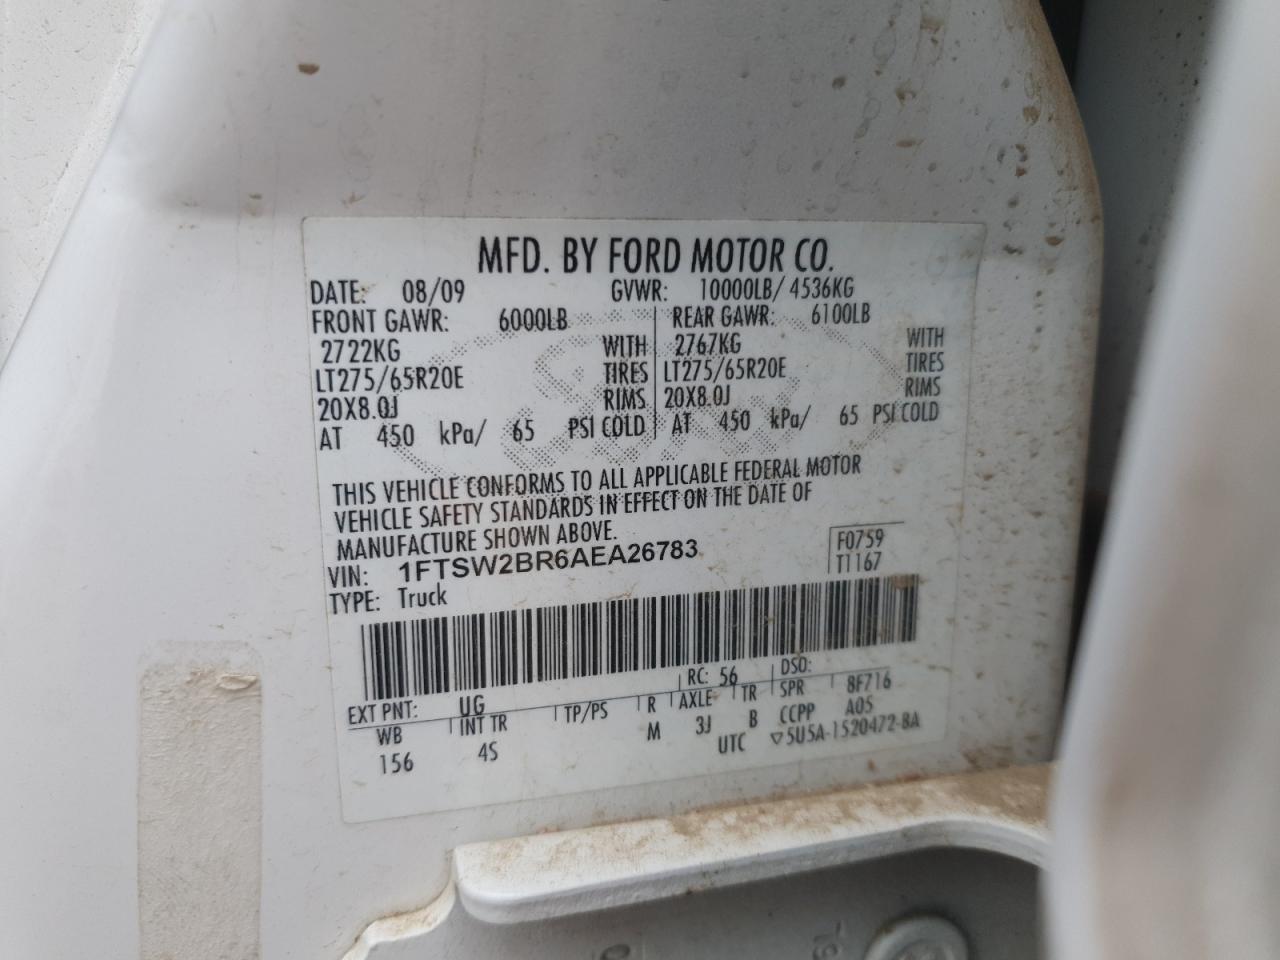 MFD. BY FORD MOTOR CO.
DATE: 08/09 GVWR: 10000LB/ 4536KG
FRONT GAWR: 6000LB REAR GAWR: 6100LB
2722KG WITH 2767KG WITH
LT275/65R20E TIRES LT275/65R20E TIRES
20X8.0J RIMS 20X8.0J RIMS
AT 450 kPa/ 65 PSI COLD AT 450 kPa/ 65 PSI COLD
THIS VEHICLE CONFORMS TO ALL APPLICABLE FEDERAL MOTOR
VEHICLE SAFETY STANDARDS IN EFFECT ON THE DATE OF
MANUFACTURE SHOWN ABOVE.
VIN: 1FTSW2BR6AEA26783 F0759
TYPE: Truck T1167
RC: 56 DSO:
EXT PNT: UG
WB INT TR TP/PS R AXLE TR SPR 8F716
156 4S M 3J B CCPP A05
UTC ▽5U5A-1520472-BA